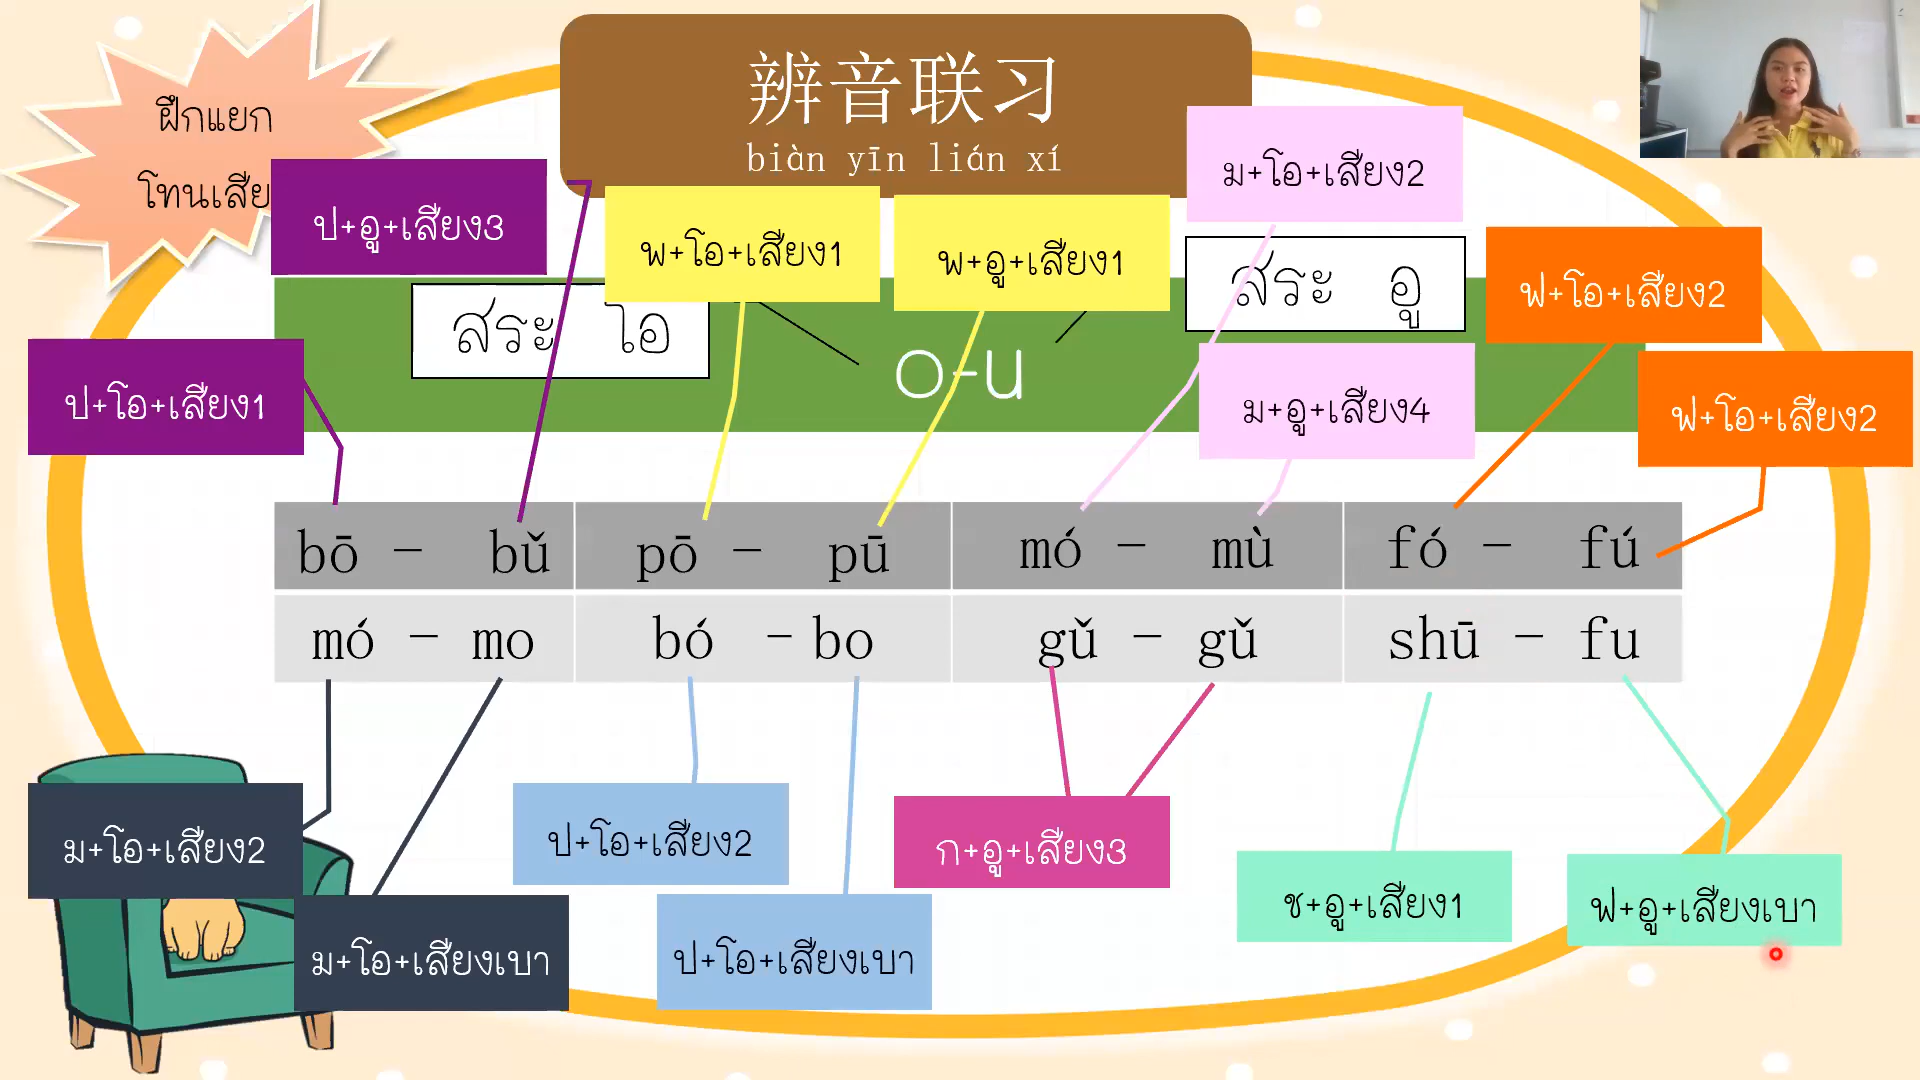 辨音联习
biàn yīn lián xí
ฝึกแยก
โทนเสีย
ป+อู+เสียง3
พ+โอ+เสียง1
พ+อู+เสียง1
ม+โอ+เสียง2
สระ โอ
สระ อู
ฟ+โอ+เสียง2
ป+โอ+เสียง1
o-u
ม+อู+เสียง4
ฟ+โอ+เสียง2
bō - bǔ
pō - pū
mó - mù
fó - fú
mó - mo
bó - bo
gǔ - gǔ
shū - fu
ม+โอ+เสียง2
ป+โอ+เสียง2
ก+อู+เสียง3
ช+อู+เสียง1
ฟ+อู+เสียงเบา
ม+โอ+เสียงเบา
ป+โอ+เสียงเบา